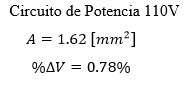 Circuito de Potencia 110V
A = 1.62 [mm²]
%ΔV = 0.78%